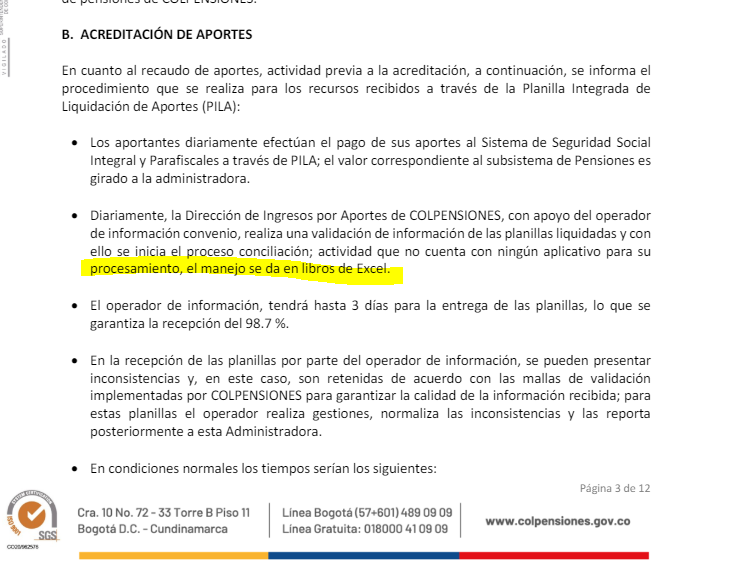 de pensiones de COLPENSIONES.
B. ACREDITACIÓN DE APORTES
En cuanto al recaudo de aportes, actividad previa a la acreditación, a continuación, se informa el
procedimiento que se realiza para los recursos recibidos a través de la Planilla Integrada de
Liquidación de Aportes (PILA):
• Los aportantes diariamente efectúan el pago de sus aportes al Sistema de Seguridad Social
Integral y Parafiscales a través de PILA; el valor correspondiente al subsistema de Pensiones es
girado a la administradora.
• Diariamente, la Dirección de Ingresos por Aportes de COLPENSIONES, con apoyo del operador
de información convenio, realiza una validación de información de las planillas liquidadas y con
ello se inicia el proceso conciliación; actividad que no cuenta con ningún aplicativo para su
procesamiento, el manejo se da en libros de Excel.
• El operador de información, tendrá hasta 3 días para la entrega de las planillas, lo que se
garantiza la recepción del 98.7 %.
• En la recepción de las planillas por parte del operador de información, se pueden presentar
inconsistencias y, en este caso, son retenidas de acuerdo con las mallas de validación
implementadas por COLPENSIONES para garantizar la calidad de la información recibida; para
estas planillas el operador realiza gestiones, normaliza las inconsistencias y las reporta
posteriormente a esta Administradora.
• En condiciones normales los tiempos serían los siguientes:
Página 3 de 12
Cra. 10 No. 72 - 33 Torre B Piso 11
Bogotá D.C. - Cundinamarca
Línea Bogotá (57+601) 489 09 09
Línea Gratuita: 018000 41 09 09
www.colpensiones.gov.co
VIGILADO
SGS